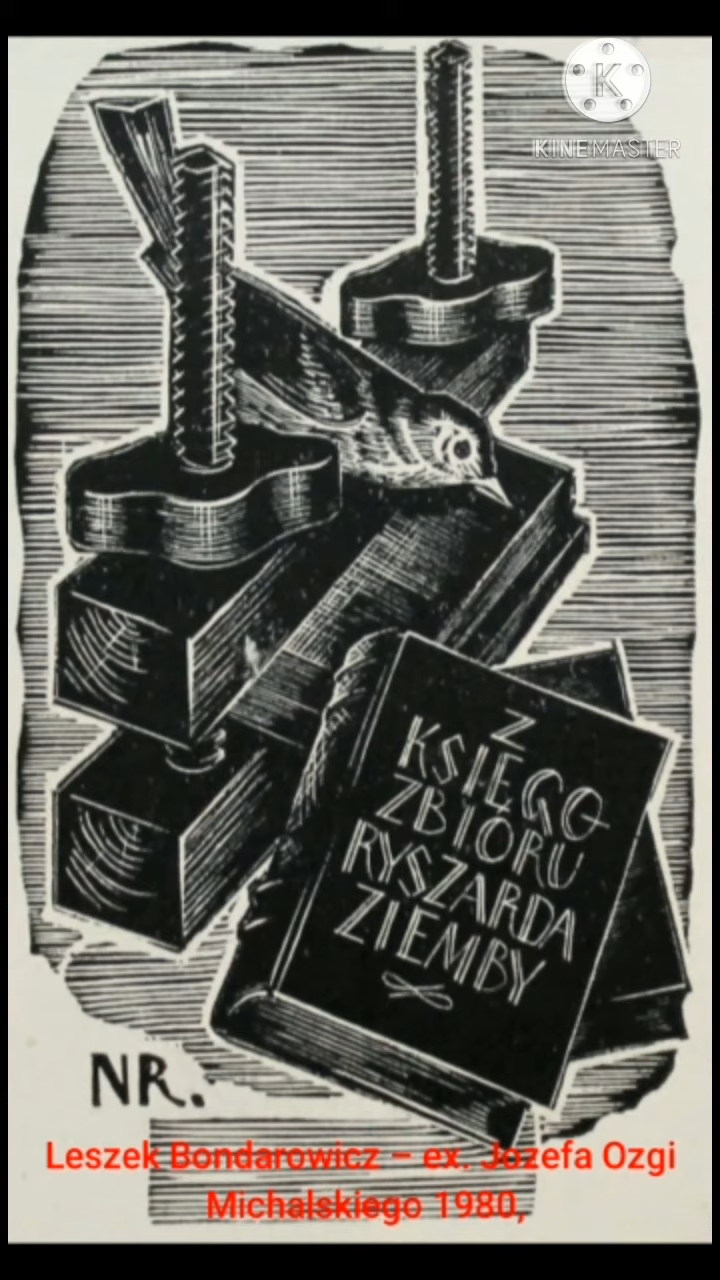 K
KINEMASTER
Z
KSIĘGO
ZBIORU
RYSZARDA
ZIEMBY
NR.
Leszek Bondarowicz – ex. Jozefa Ozgi
Michalskiego 1980,